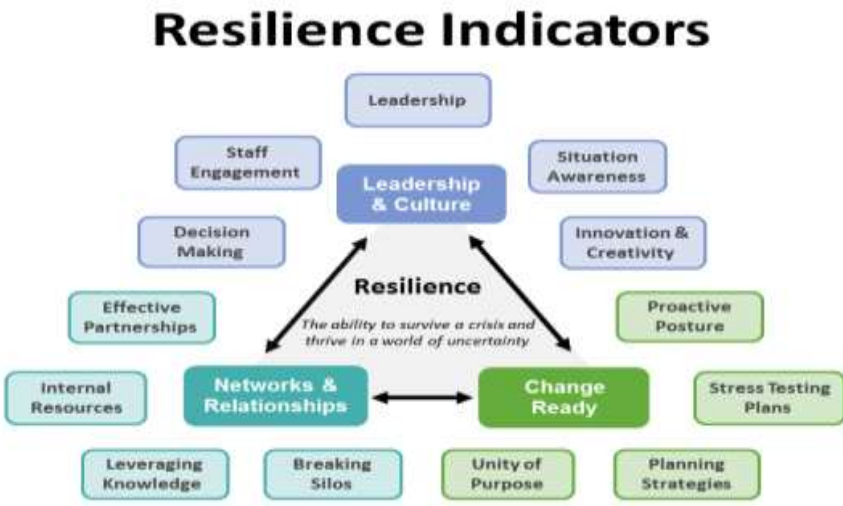 Resilience Indicators
Leadership
Staff
Engagement
Situation
Awareness
Leadership
& Culture
Decision
Making
Innovation &
Creativity
Resilience
The ability to survive a crisis and
thrive in a world of uncertainty
Effective
Partnerships
Proactive
Posture
Internal
Resources
Networks &
Relationships
Change
Ready
Stress Testing
Plans
Leveraging
Knowledge
Breaking
Silos
Unity of
Purpose
Planning
Strategies